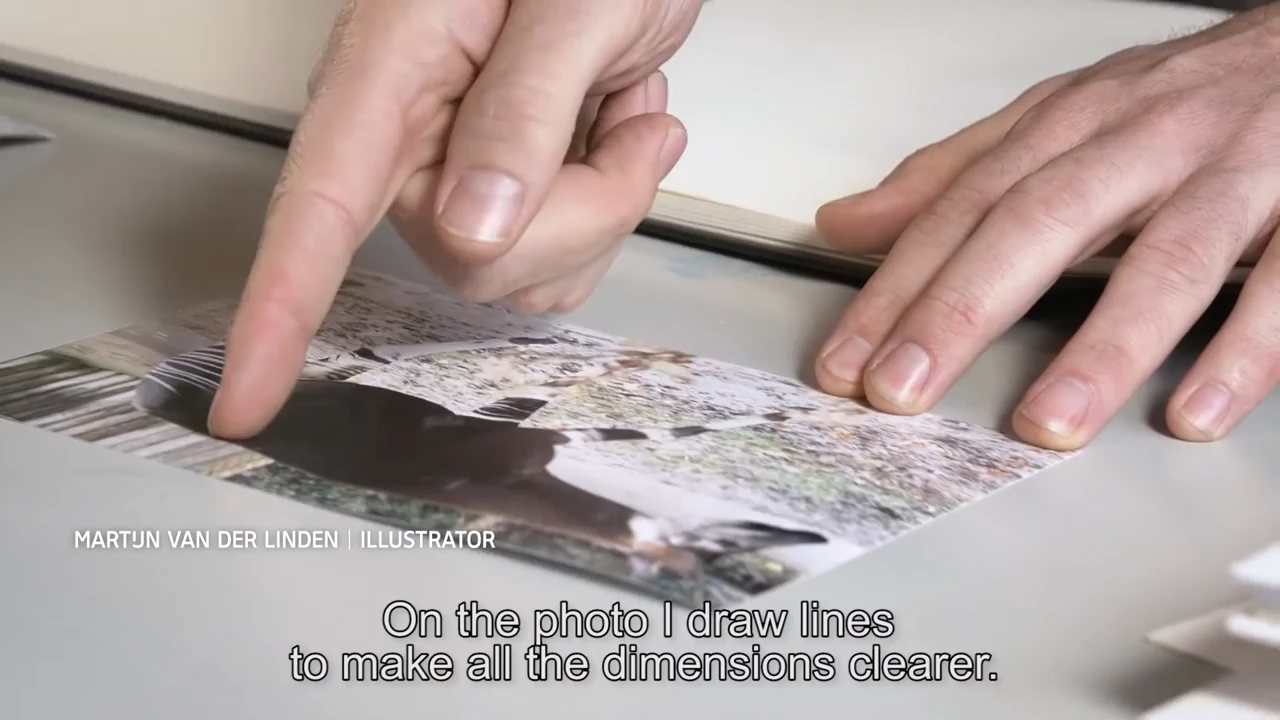 MARTIJN VAN DER LINDEN | ILLUSTRATOR
On the photo I draw lines
to make all the dimensions clearer.